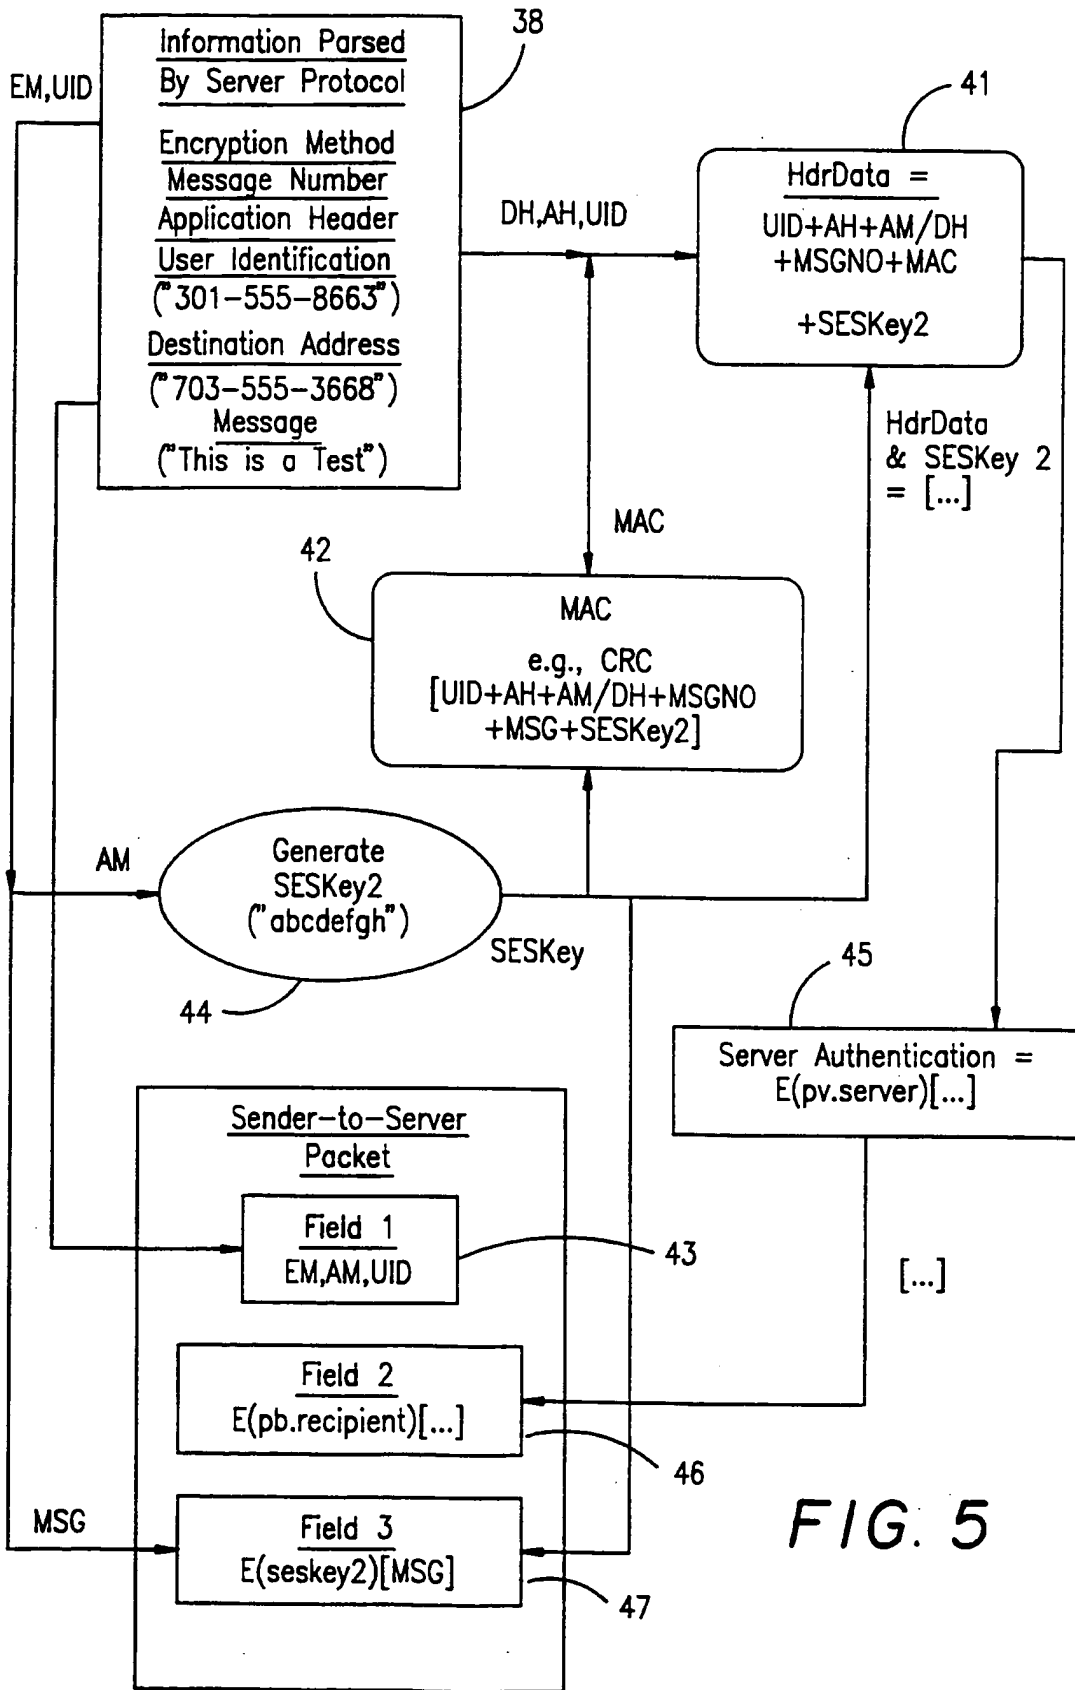 38
Information Parsed
By Server Protocol
EM,UID
41
Encryption Method
Message Number
Application Header
User Identification
("301-555-8663")
Destination Address
("703-555-3668")
Message
("This is a Test")
DH,AH,UID
HdrData =
UID+AH+AM/DH
+MSGNO+MAC
+SESKey2
HdrData
& SESKey 2
= [...]
MAC
42
MAC
e.g., CRC
[UID+AH+AM/DH+MSGNO
+MSG+SESKey2]
AM
Generate
SESKey2
("abcdefgh")
SESKey
44
45
Server Authentication =
E(pv.server)[...]
Sender-to-Server
Packet
Field 1
EM,AM,UID
43
[...]
Field 2
E(pb.recipient)[...]
46
MSG
Field 3
E(seskey2)[MSG]
47
FIG. 5